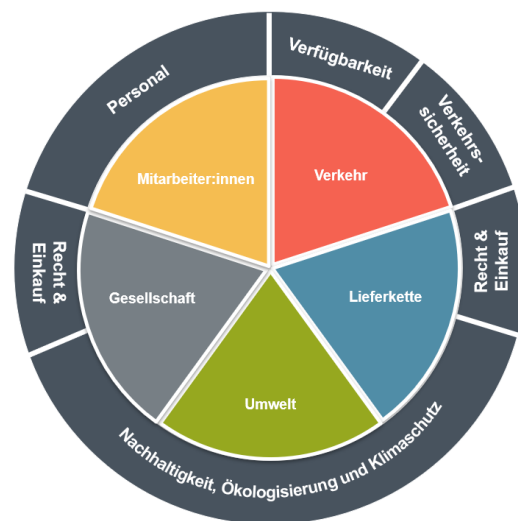 Personal
Verfügbarkeit
Verkehrs-
sicherheit
Mitarbeiter:innen
Verkehr
Recht &
Einkauf
Gesellschaft
Lieferkette
Recht &
Einkauf
Umwelt
Nachhaltigkeit, Ökologisierung und Klimaschutz